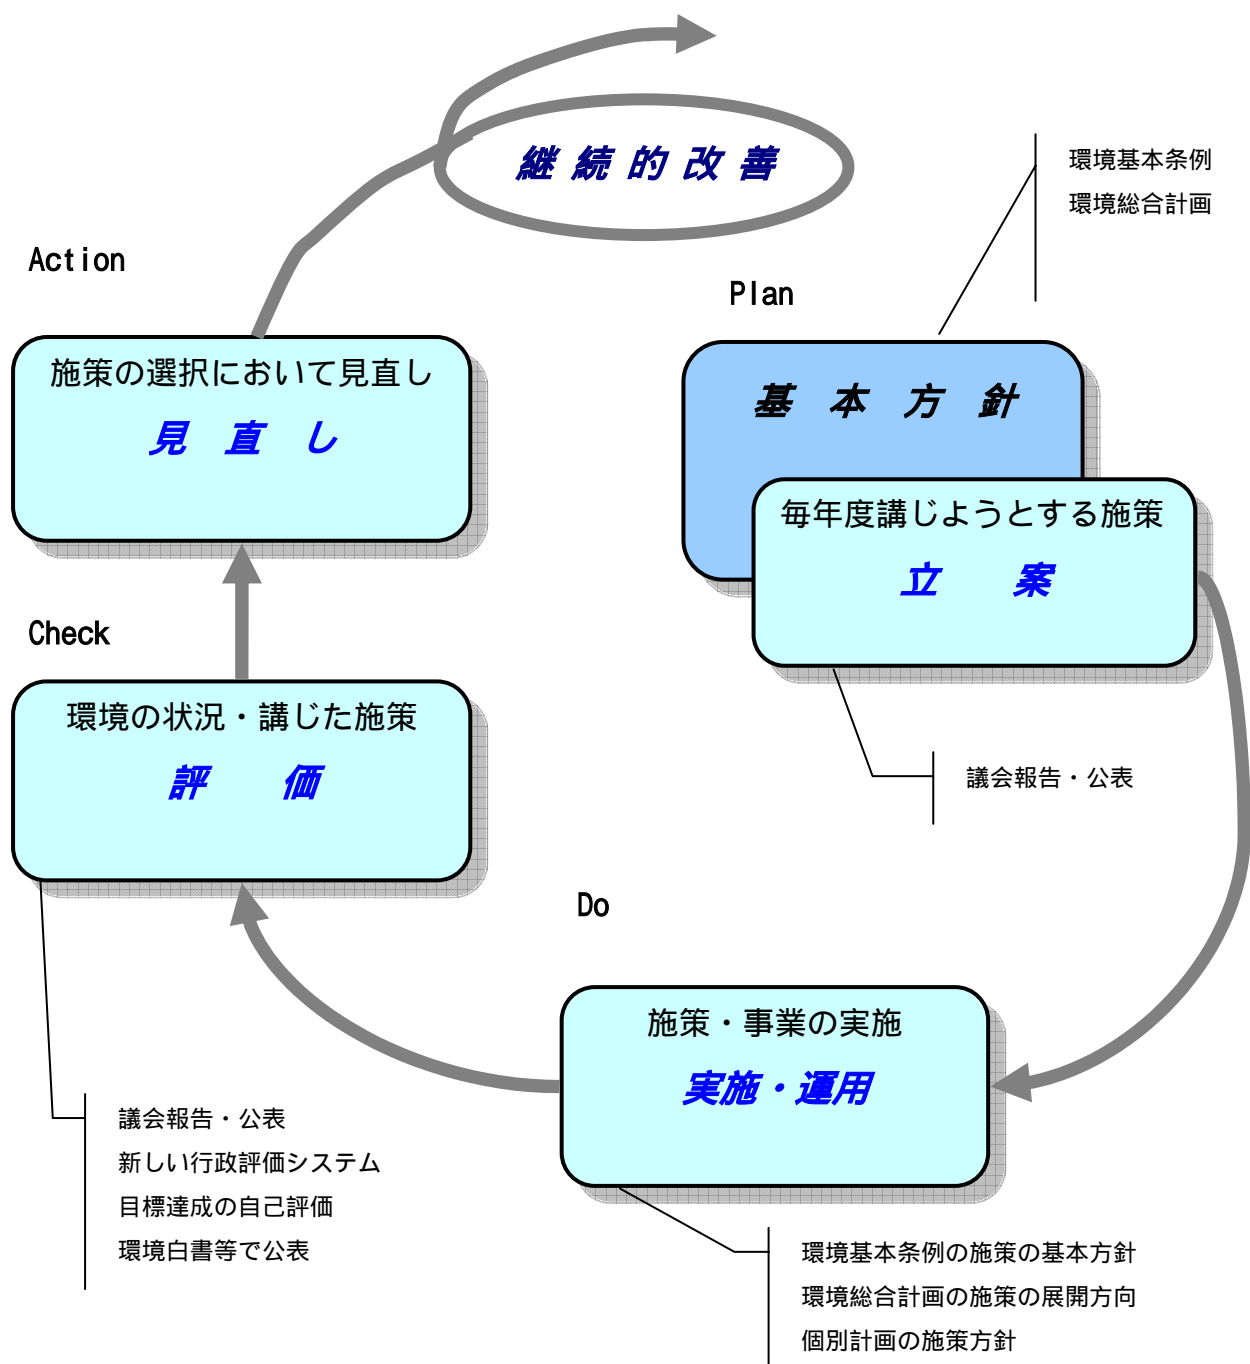 継続的改善
環境基本条例
環境総合計画
Action
Plan
施策の選択において見直し
見直し
基本方針
毎年度講じようとする施策
立案
Check
環境の状況・講じた施策
評価
議会報告・公表
Do
施策・事業の実施
実施・運用
議会報告・公表
新しい行政評価システム
目標達成の自己評価
環境白書等で公表
環境基本条例の施策の基本方針
環境総合計画の施策の展開方向
個別計画の施策方針